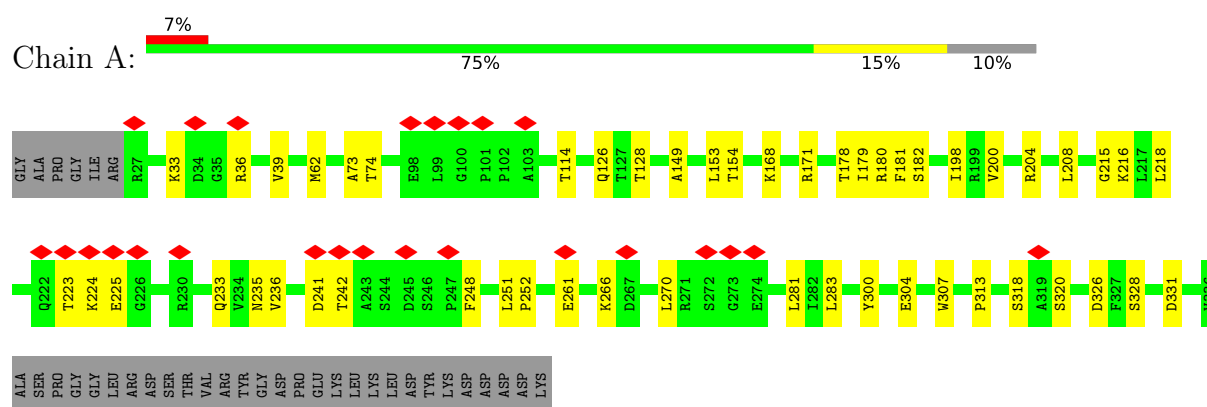 7%
Chain A:
75% 15% 10%
GLY ALA PRO GLY ILE ARG R27 K33 D34 G35 R36 V39 M62 A73 T74 E98 L99 G100 P101 P102 A103 T114 Q126 T127 T128 A149 L153 T154 K168 R171 T178 I179 R180 F181 S182 I198 R199 V200 R204 L208 G215 K216 L217 L218
Q222 T223 K224 E225 G226 R230 Q233 V234 N235 V236 D241 T242 A243 S244 D245 S246 P247 F248 L251 P252 E261 K266 D267 L270 R271 S272 G273 E274 L281 I282 L283 Y300 E304 W307 P313 S318 A319 S320 D326 F327 S328 D331
ALA SER PRO GLY GLY LEU ARG ASP SER THR VAL ARG TYR GLY ASP PRO GLU LYS LEU LYS LEU ASP TYR LYS ASP ASP ASP ASP LYS